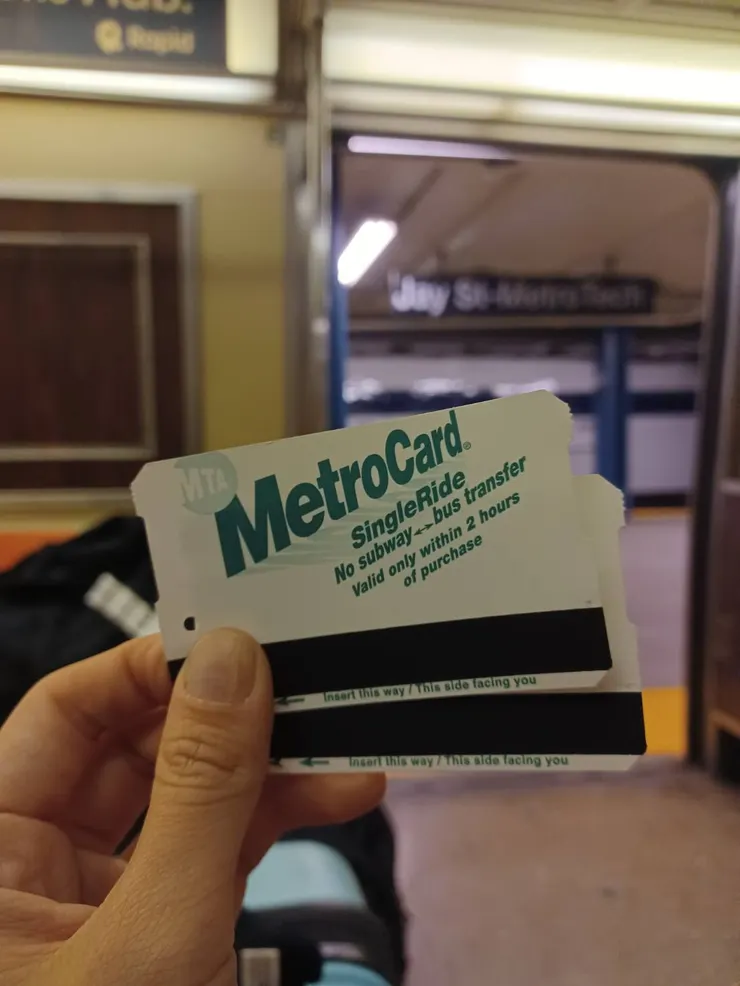 Rapid
Jay St-MetroTech
MTA
MetroCard®
SingleRide
No subway↔bus transfer
Valid only within 2 hours
of purchase
← Insert this way / This side facing you
← Insert this way / This side facing you